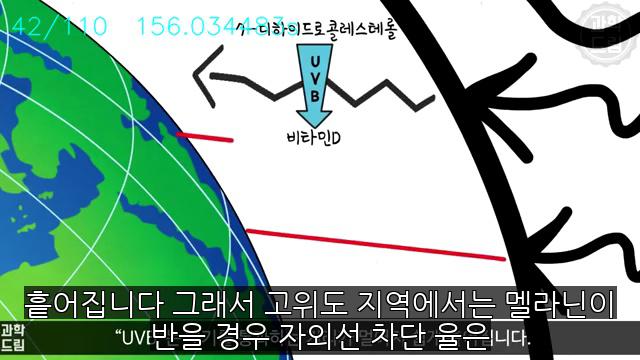 42/110 156.034483
7-디하이드로콜레스테롤
과학
드림
UVB
비타민D
흩어집니다 그래서 고위도 지역에서는 멜라닌이
반을 경우 자외선 차단 율은
과학
드림
"UVB
니다.